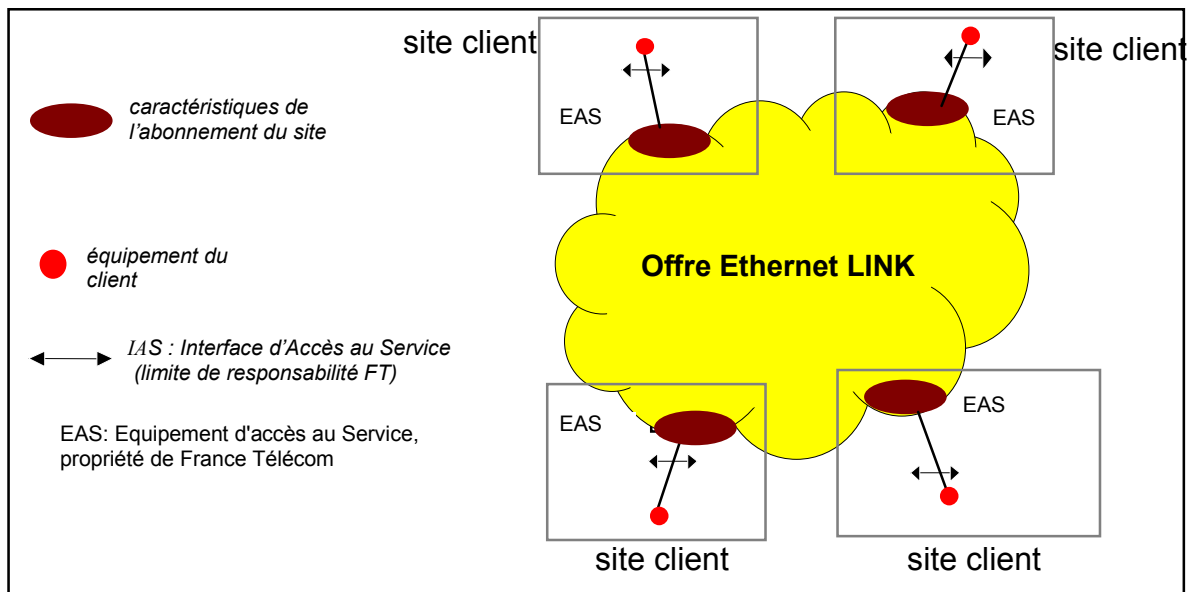 site client
site client
caractéristiques de
l'abonnement du site
EAS
EAS
équipement du
client
Offre Ethernet LINK
IAS : Interface d'Accès au Service
(limite de responsabilité FT)
EAS: Equipement d'accès au Service,
propriété de France Télécom
EAS
EAS
site client
site client